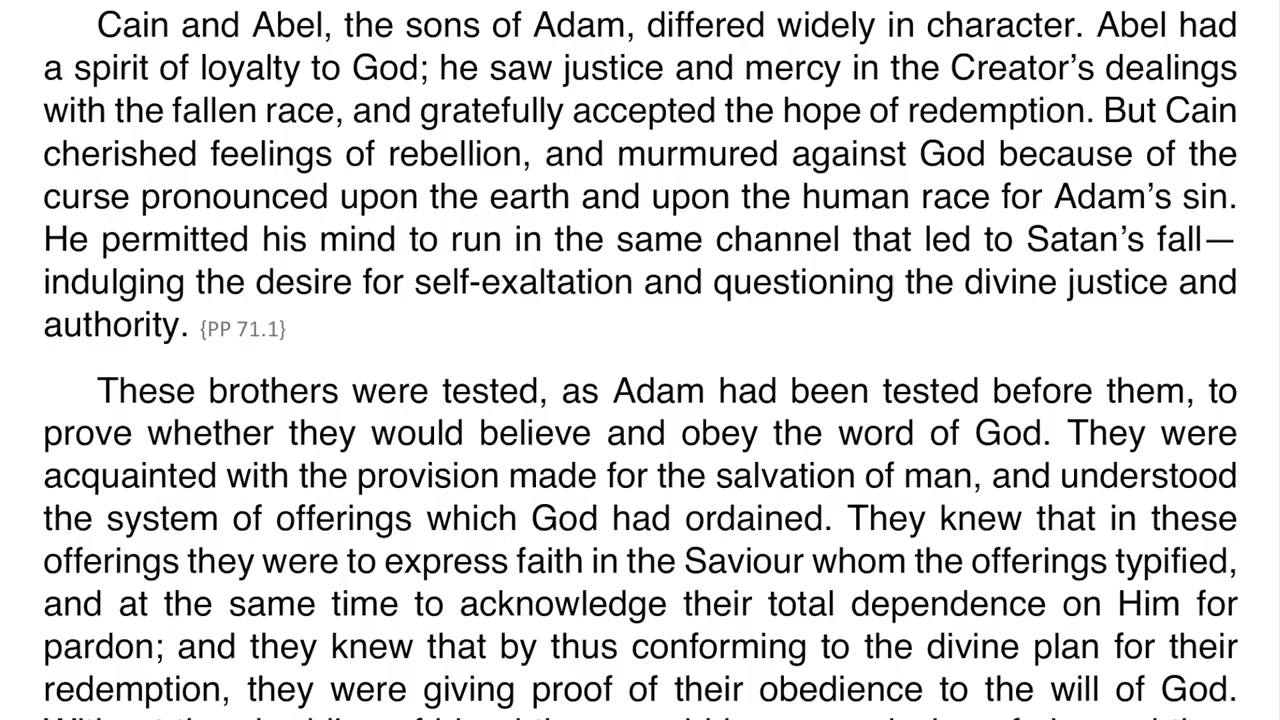 Cain and Abel, the sons of Adam, differed widely in character. Abel had
a spirit of loyalty to God; he saw justice and mercy in the Creator’s dealings
with the fallen race, and gratefully accepted the hope of redemption. But Cain
cherished feelings of rebellion, and murmured against God because of the
curse pronounced upon the earth and upon the human race for Adam’s sin.
He permitted his mind to run in the same channel that led to Satan’s fall—
indulging the desire for self-exaltation and questioning the divine justice and
authority. {PP 71.1}
These brothers were tested, as Adam had been tested before them, to
prove whether they would believe and obey the word of God. They were
acquainted with the provision made for the salvation of man, and understood
the system of offerings which God had ordained. They knew that in these
offerings they were to express faith in the Saviour whom the offerings typified,
and at the same time to acknowledge their total dependence on Him for
pardon; and they knew that by thus conforming to the divine plan for their
redemption, they were giving proof of their obedience to the will of God.